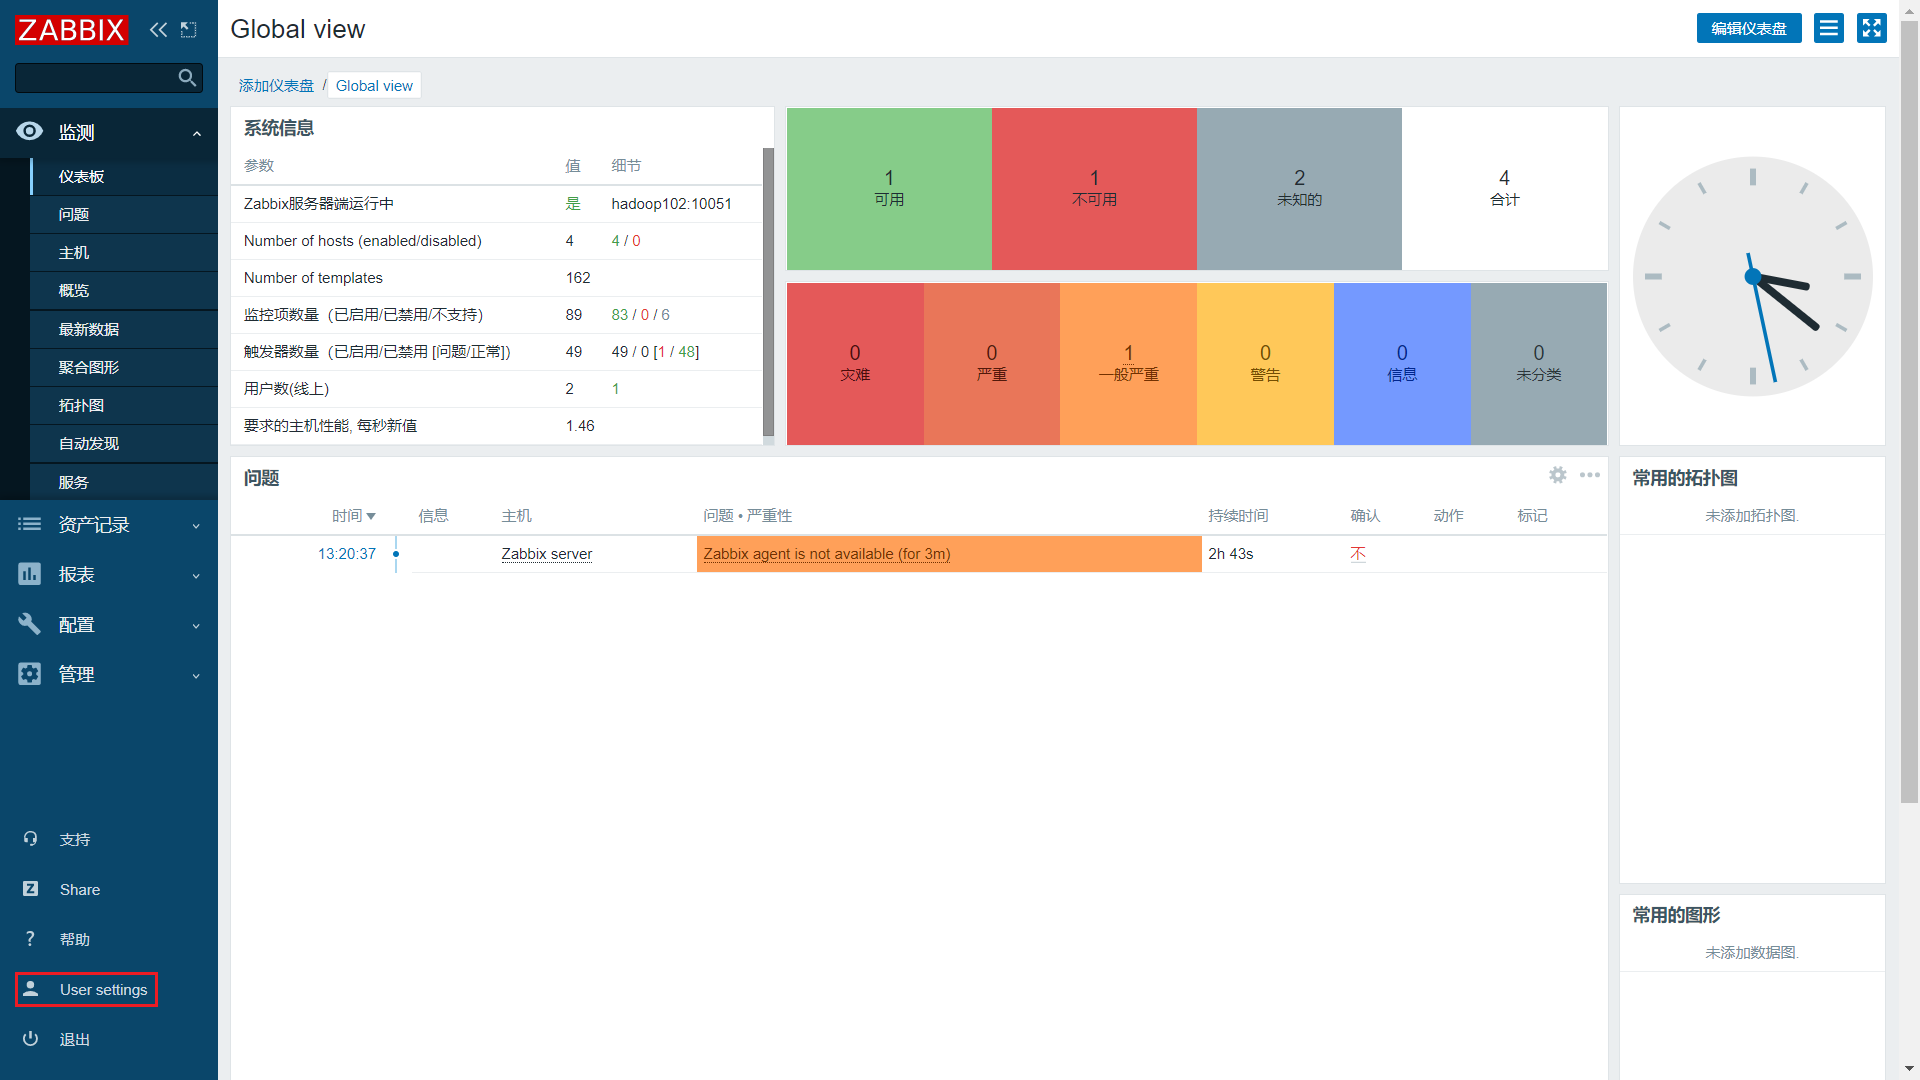 ZABBIX
监测
仪表板
问题
主机
概览
最新数据
聚合图形
拓扑图
自动发现
服务
资产记录
报表
配置
管理
支持
Z Share
? 帮助
User settings
退出
Global view
编辑仪表盘
添加仪表盘 / Global view
系统信息
参数 值 细节
Zabbix服务器端运行中 是 hadoop102:10051
Number of hosts (enabled/disabled) 4 4 / 0
Number of templates 162
监控项数量（已启用/已禁用/不支持) 89 83 / 0 / 6
触发器数量（已启用/已禁用 [问题/正常]) 49 49 / 0 [1 / 48]
用户数(线上) 2 1
要求的主机性能, 每秒新值 1.46
1 可用
1 不可用
2 未知的
4 合计
0 灾难
0 严重
1 一般严重
0 警告
0 信息
0 未分类
问题
时间 信息 主机 问题 • 严重性 持续时间 确认 动作 标记
13:20:37 Zabbix server Zabbix agent is not available (for 3m) 2h 43s 不
常用的拓扑图
未添加拓扑图.
常用的图形
未添加数据图.